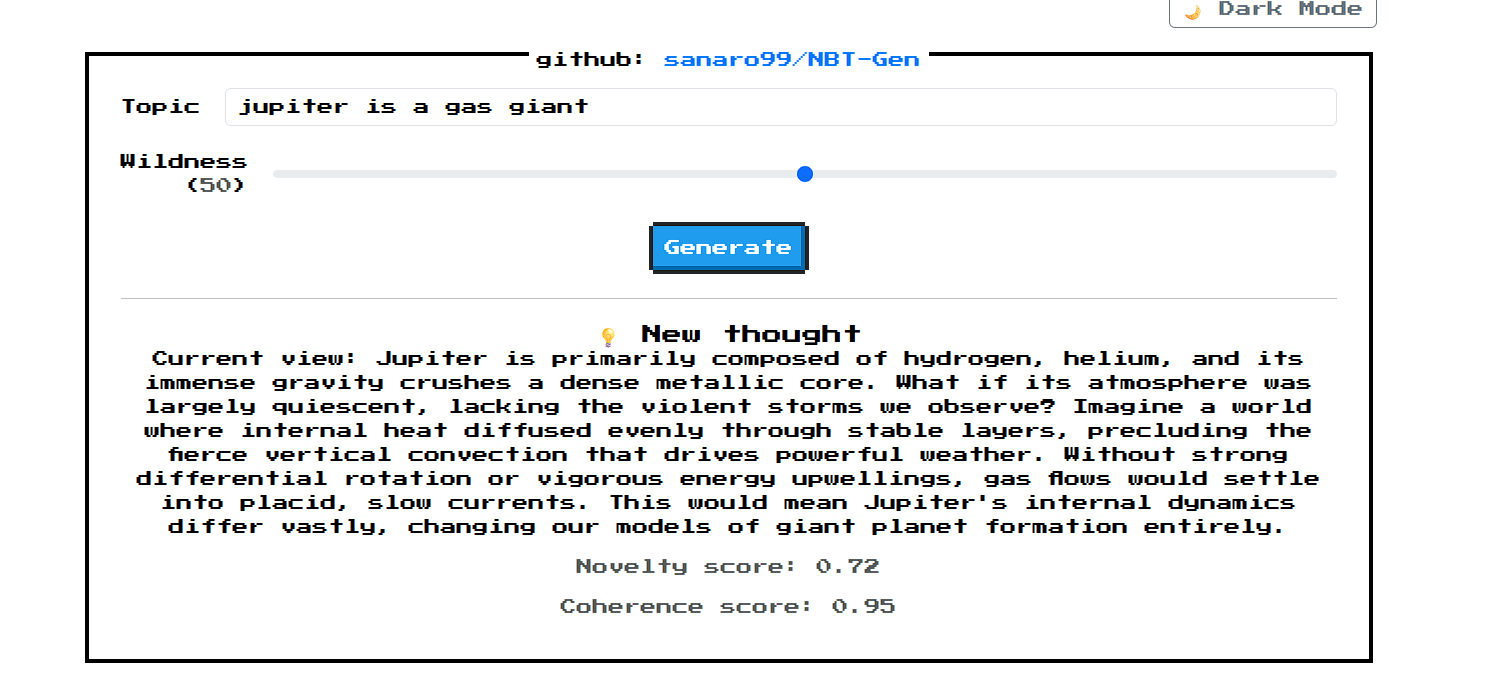 🌙 Dark Mode
github: sanaro99/NBT-Gen
Topic jupiter is a gas giant
Wildness
(50)
Generate
💡 New thought
Current view: Jupiter is primarily composed of hydrogen, helium, and its
immense gravity crushes a dense metallic core. What if its atmosphere was
largely quiescent, lacking the violent storms we observe? Imagine a world
where internal heat diffused evenly through stable layers, precluding the
fierce vertical convection that drives powerful weather. Without strong
differential rotation or vigorous energy upwellings, gas flows would settle
into placid, slow currents. This would mean Jupiter's internal dynamics
differ vastly, changing our models of giant planet formation entirely.
Novelty score: 0.72
Coherence score: 0.95